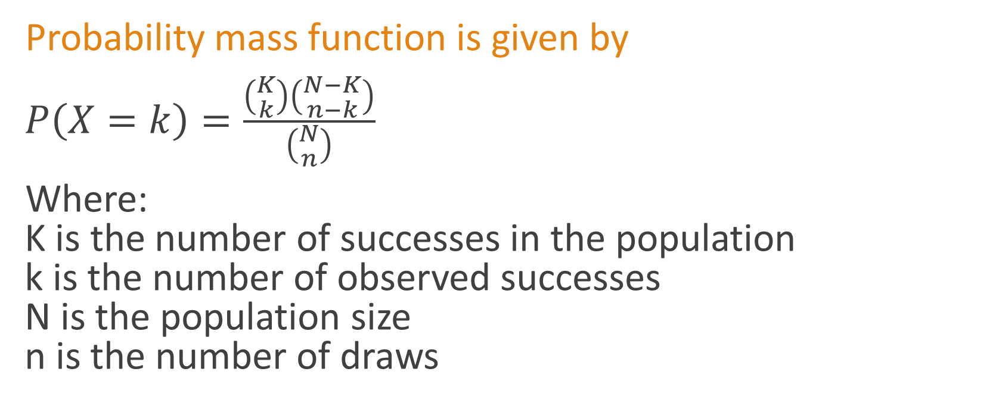 Probability mass function is given by
$P(X = k) = \frac{\binom{K}{k}\binom{N-K}{n-k}}{\binom{N}{n}}$
Where:
K is the number of successes in the population
k is the number of observed successes
N is the population size
n is the number of draws